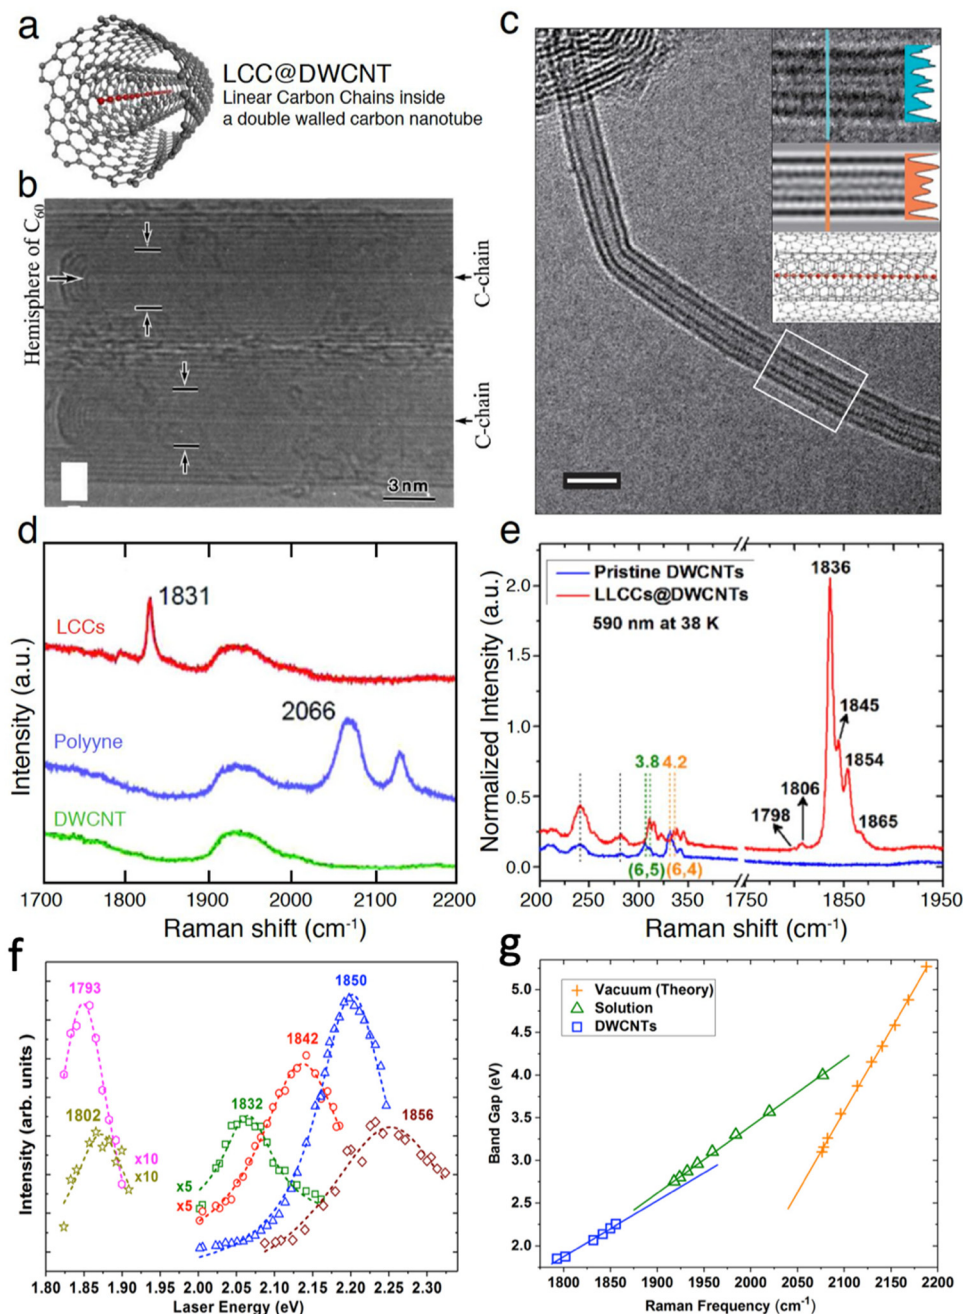 a
LCC@DWCNT
Linear Carbon Chains inside
a double walled carbon nanotube
b
Hemisphere of C60
C-chain
C-chain
3 nm
c
d
1831
LCCs
2066
Polyyne
DWCNT
Intensity (a.u.)
1700 1800 1900 2000 2100 2200
Raman shift (cm-1)
e
Pristine DWCNTs
LLCCs@DWCNTs
590 nm at 38 K
1836
1845
1854
1865
1806
1798
3.8 4.2
(6,5) (6,4)
Normalized Intensity (a.u.)
2.0
1.5
1.0
0.5
0.0
200 250 300 350 1750 1800 1850 1900 1950
Raman shift (cm-1)
f
1793
1802
x10
x10
1832
x5
1842
x5
1850
1856
Intensity (arb. units)
1.80 1.85 1.90 1.95 2.00 2.05 2.10 2.15 2.20 2.25 2.30
Laser Energy (eV)
g
Vacuum (Theory)
Solution
DWCNTs
Band Gap (eV)
5.0
4.5
4.0
3.5
3.0
2.5
2.0
1800 1850 1900 1950 2000 2050 2100 2150 2200
Raman Frequency (cm-1)